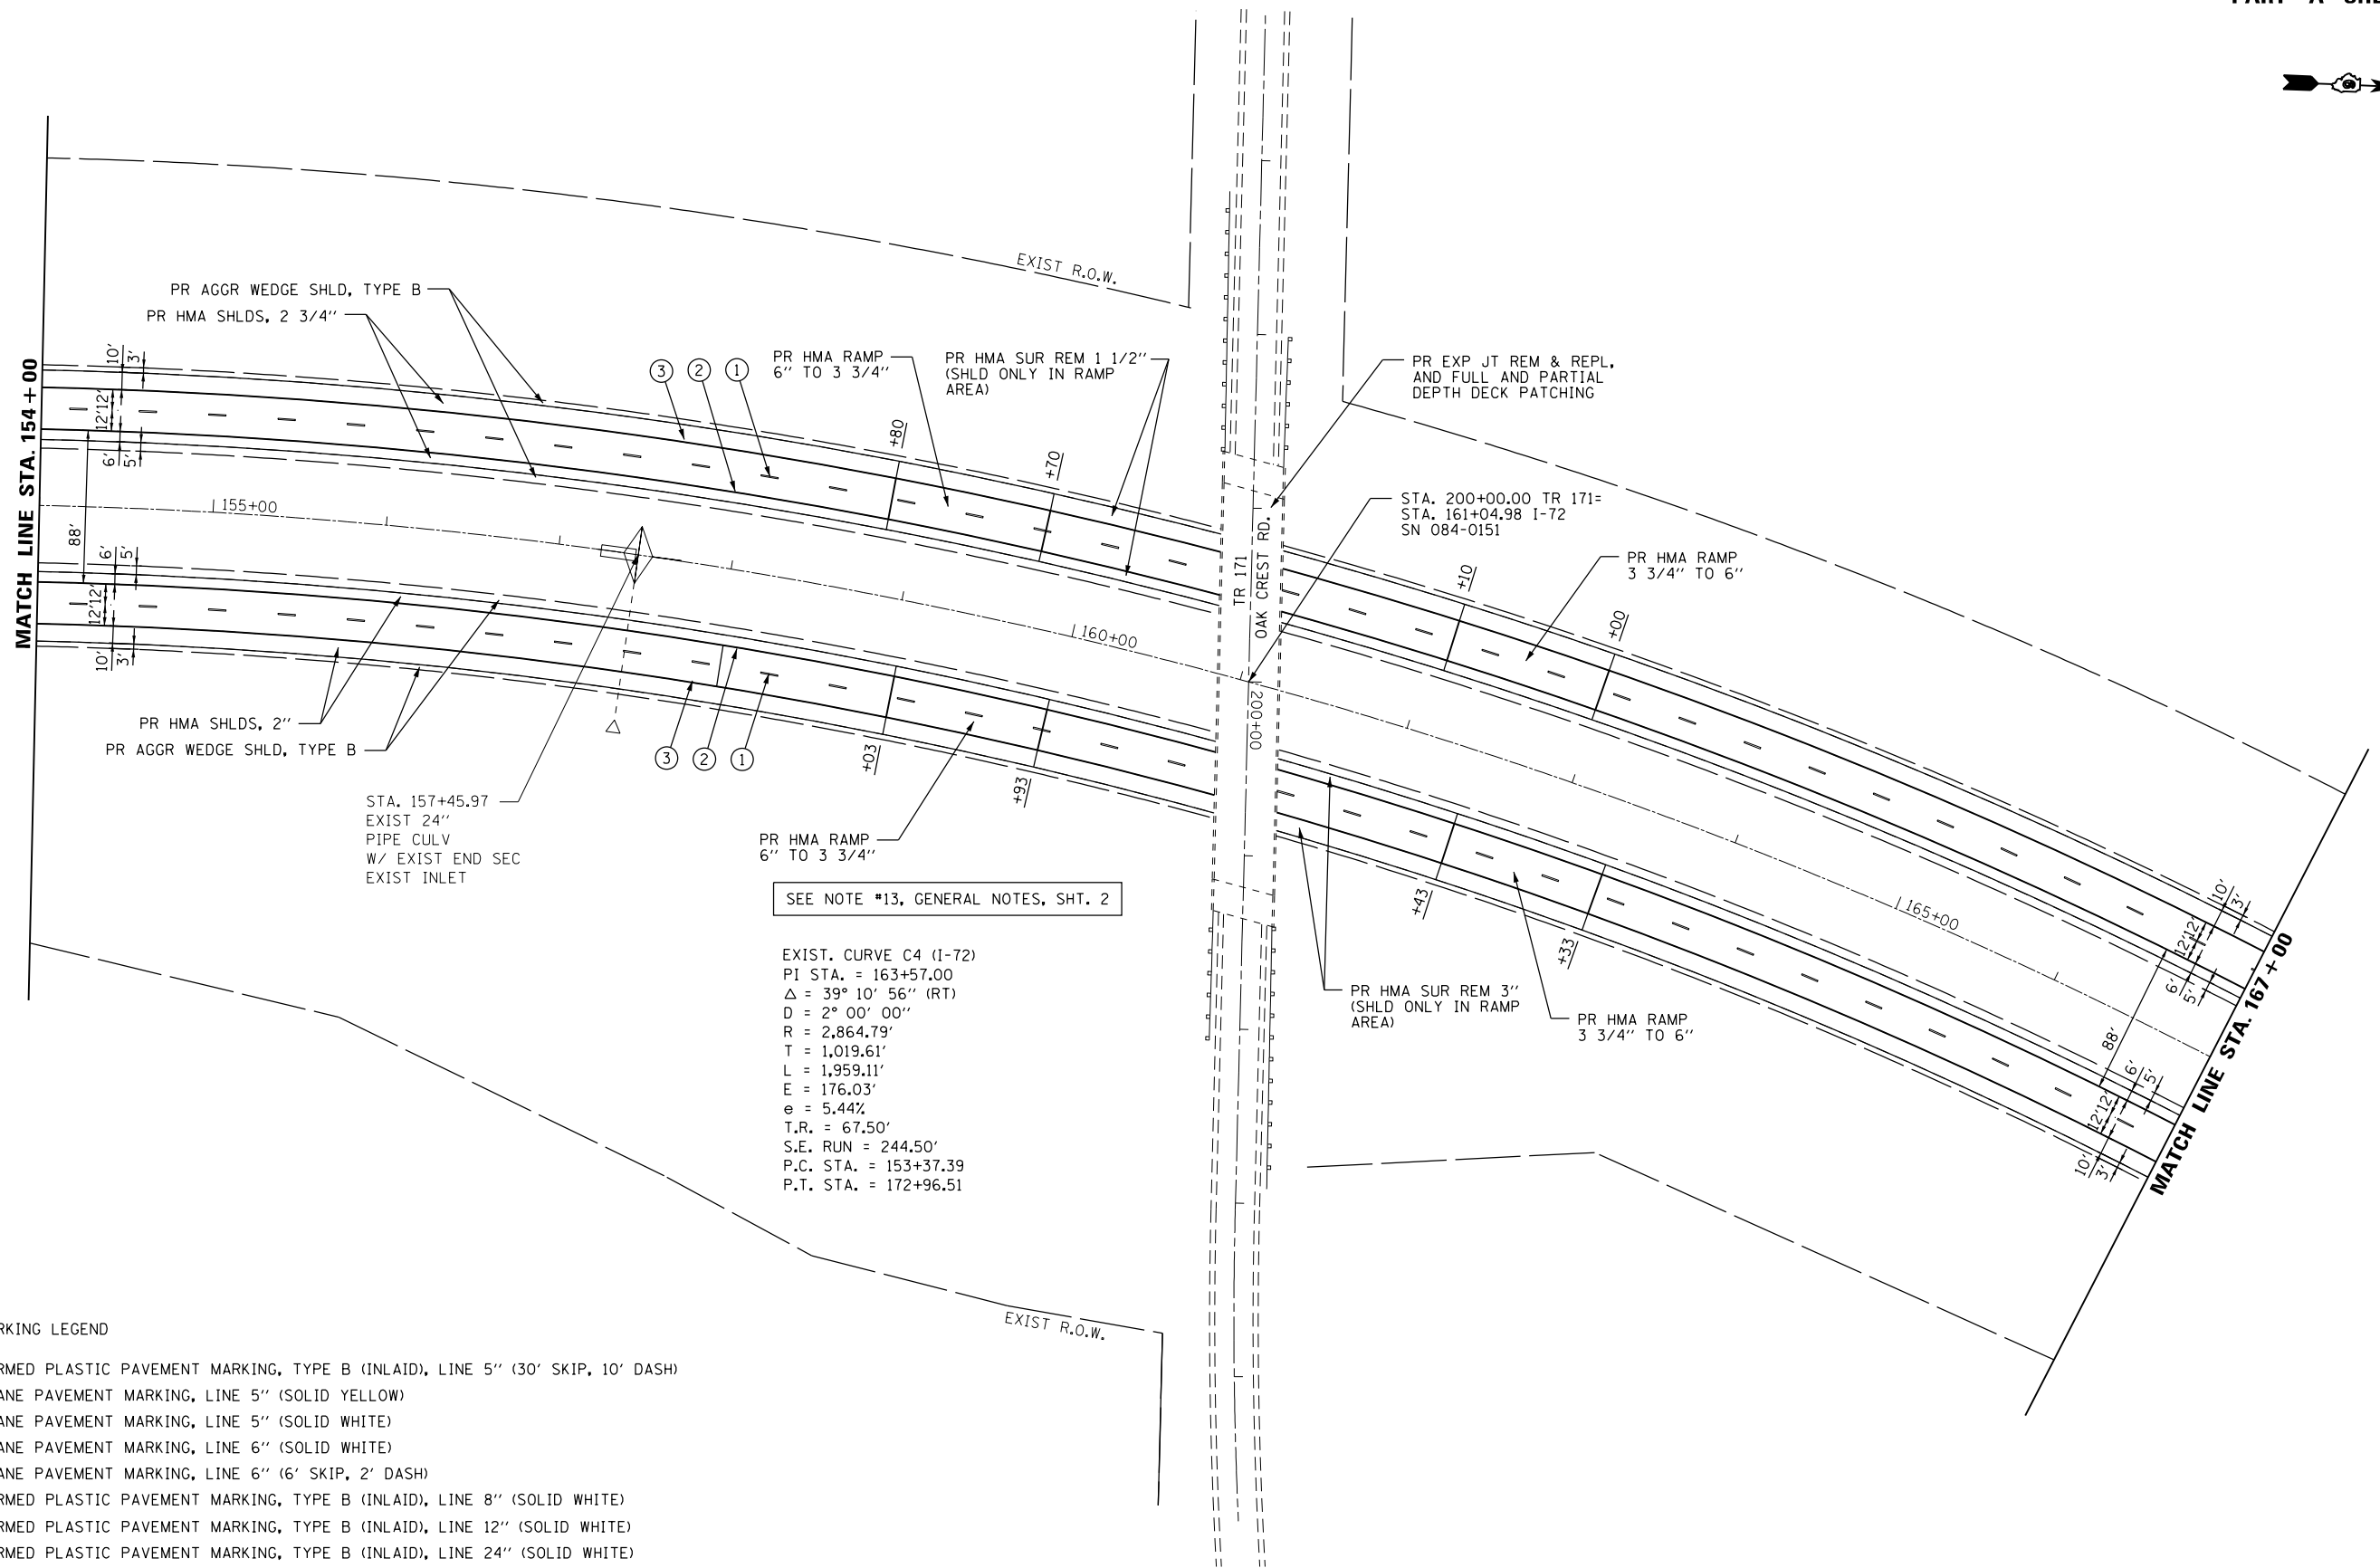 MATCH LINE STA. 154+00
PR AGGR WEDGE SHLD, TYPE B
PR HMA SHLDS, 2 3/4"
EXIST R.O.W.
10'
3'
12'
12'
6'
5'
88'
6'
5'
12'
12'
10'
3'
155+00
3
2
1
PR HMA RAMP
6" TO 3 3/4"
PR HMA SUR REM 1 1/2"
(SHLD ONLY IN RAMP
AREA)
+80
+70
PR EXP JT REM & REPL,
AND FULL AND PARTIAL
DEPTH DECK PATCHING
STA. 200+00.00 TR 171=
STA. 161+04.98 I-72
SN 084-0151
TR 171
OAK CREST RD.
200+00
160+00
+10
+00
PR HMA RAMP
3 3/4" TO 6"
PR HMA SHLDS, 2"
PR AGGR WEDGE SHLD, TYPE B
STA. 157+45.97
EXIST 24"
PIPE CULV
W/ EXIST END SEC
EXIST INLET
3
2
1
+03
+93
PR HMA RAMP
6" TO 3 3/4"
SEE NOTE #13, GENERAL NOTES, SHT. 2
EXIST. CURVE C4 (I-72)
PI STA. = 163+57.00
△ = 39° 10' 56" (RT)
D = 2° 00' 00"
R = 2,864.79'
T = 1,019.61'
L = 1,959.11'
E = 176.03'
e = 5.44%
T.R. = 67.50'
S.E. RUN = 244.50'
P.C. STA. = 153+37.39
P.T. STA. = 172+96.51
+43
+33
PR HMA SUR REM 3"
(SHLD ONLY IN RAMP
AREA)
PR HMA RAMP
3 3/4" TO 6"
165+00
10'
3'
12'
12'
6'
5'
88'
6'
5'
12'
12'
10'
3'
MATCH LINE STA. 167+00
EXIST R.O.W.
RKING LEGEND
RMED PLASTIC PAVEMENT MARKING, TYPE B (INLAID), LINE 5" (30' SKIP, 10' DASH)
ANE PAVEMENT MARKING, LINE 5" (SOLID YELLOW)
ANE PAVEMENT MARKING, LINE 5" (SOLID WHITE)
ANE PAVEMENT MARKING, LINE 6" (SOLID WHITE)
ANE PAVEMENT MARKING, LINE 6" (6' SKIP, 2' DASH)
RMED PLASTIC PAVEMENT MARKING, TYPE B (INLAID), LINE 8" (SOLID WHITE)
RMED PLASTIC PAVEMENT MARKING, TYPE B (INLAID), LINE 12" (SOLID WHITE)
RMED PLASTIC PAVEMENT MARKING, TYPE B (INLAID), LINE 24" (SOLID WHITE)